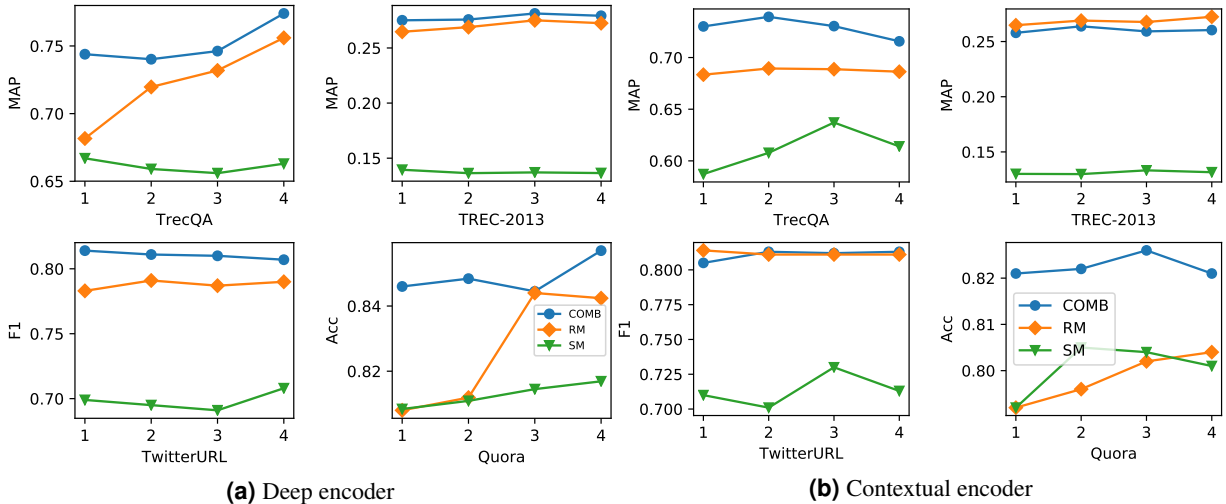 0.75
0.70
0.65
MAP
1 2 3 4
TrecQA
0.25
0.20
0.15
MAP
1 2 3 4
TREC-2013
0.70
0.65
0.60
MAP
1 2 3 4
TrecQA
0.25
0.20
0.15
MAP
1 2 3 4
TREC-2013
0.80
0.75
0.70
F1
1 2 3 4
TwitterURL
0.84
0.82
Acc
COMB
RM
SM
1 2 3 4
Quora
0.800
0.775
0.750
0.725
0.700
F1
1 2 3 4
TwitterURL
0.82
0.81
0.80
Acc
COMB
RM
SM
1 2 3 4
Quora
(a) Deep encoder
(b) Contextual encoder